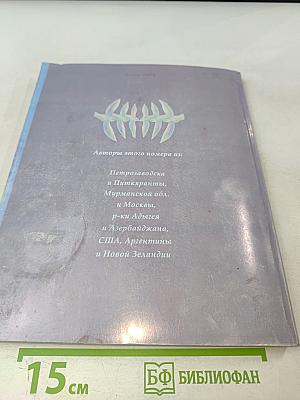 Авторы этого номера из:
Петрозаводска
и Питкяранты,
Мурманской обл.
и Москвы,
р-ки Адыгея
и Азербайджана,
США, Аргентины
и Новой Зеландии
15 см
БФ БИБЛИОФАН